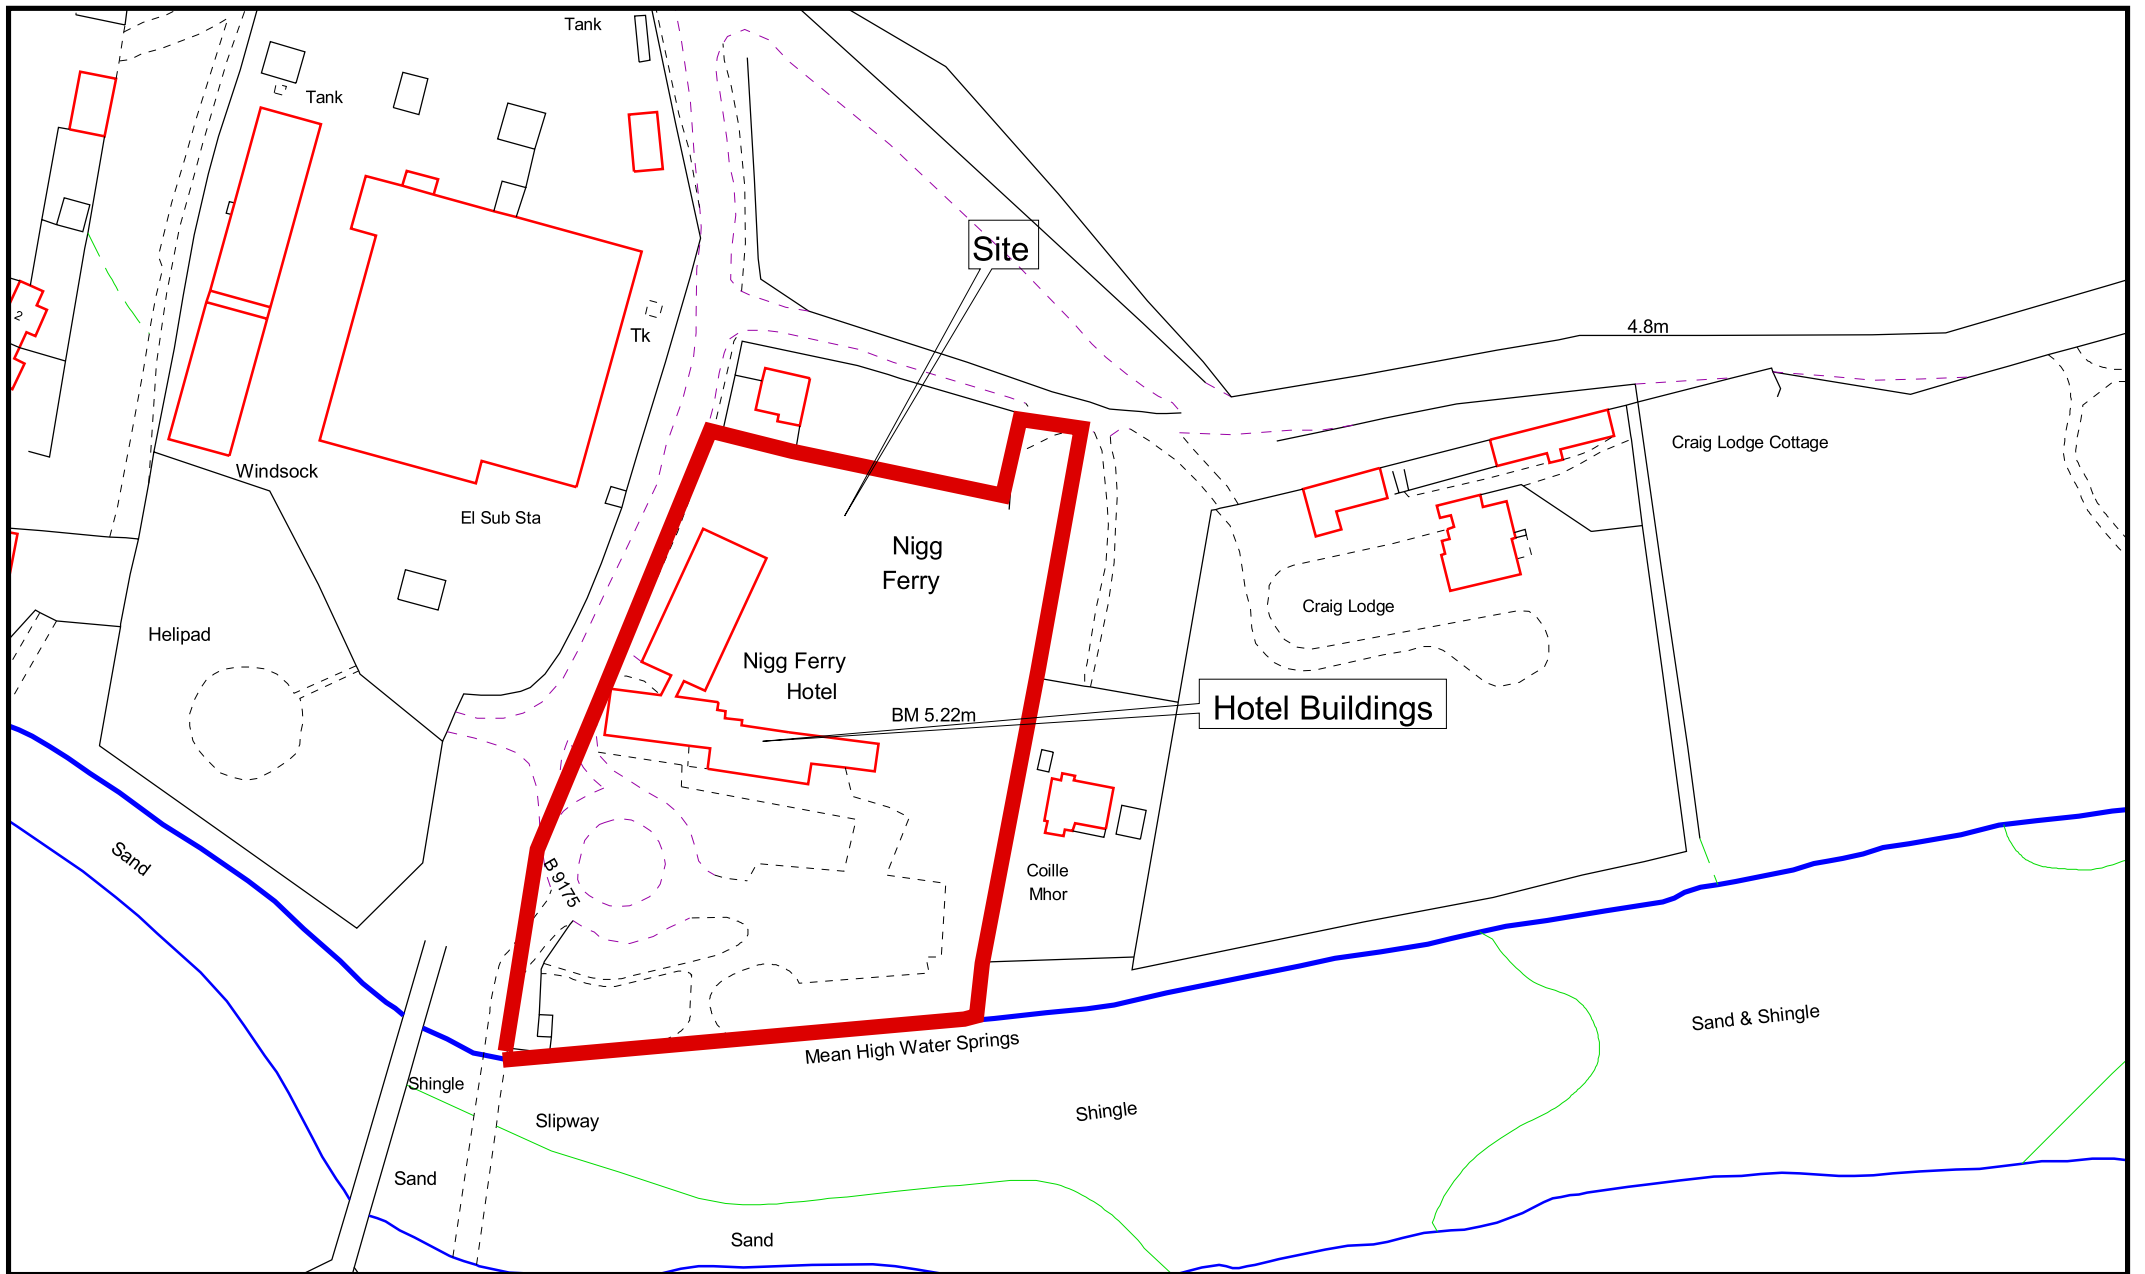 Tank
Tank
Site
2
Tk
4.8m
Craig Lodge Cottage
Windsock
El Sub Sta
Nigg
Ferry
Craig Lodge
Helipad
Nigg Ferry
Hotel
BM 5.22m
Hotel Buildings
Sand
B 9175
Coille
Mhor
Sand & Shingle
Mean High Water Springs
Shingle
Slipway
Shingle
Sand
Sand